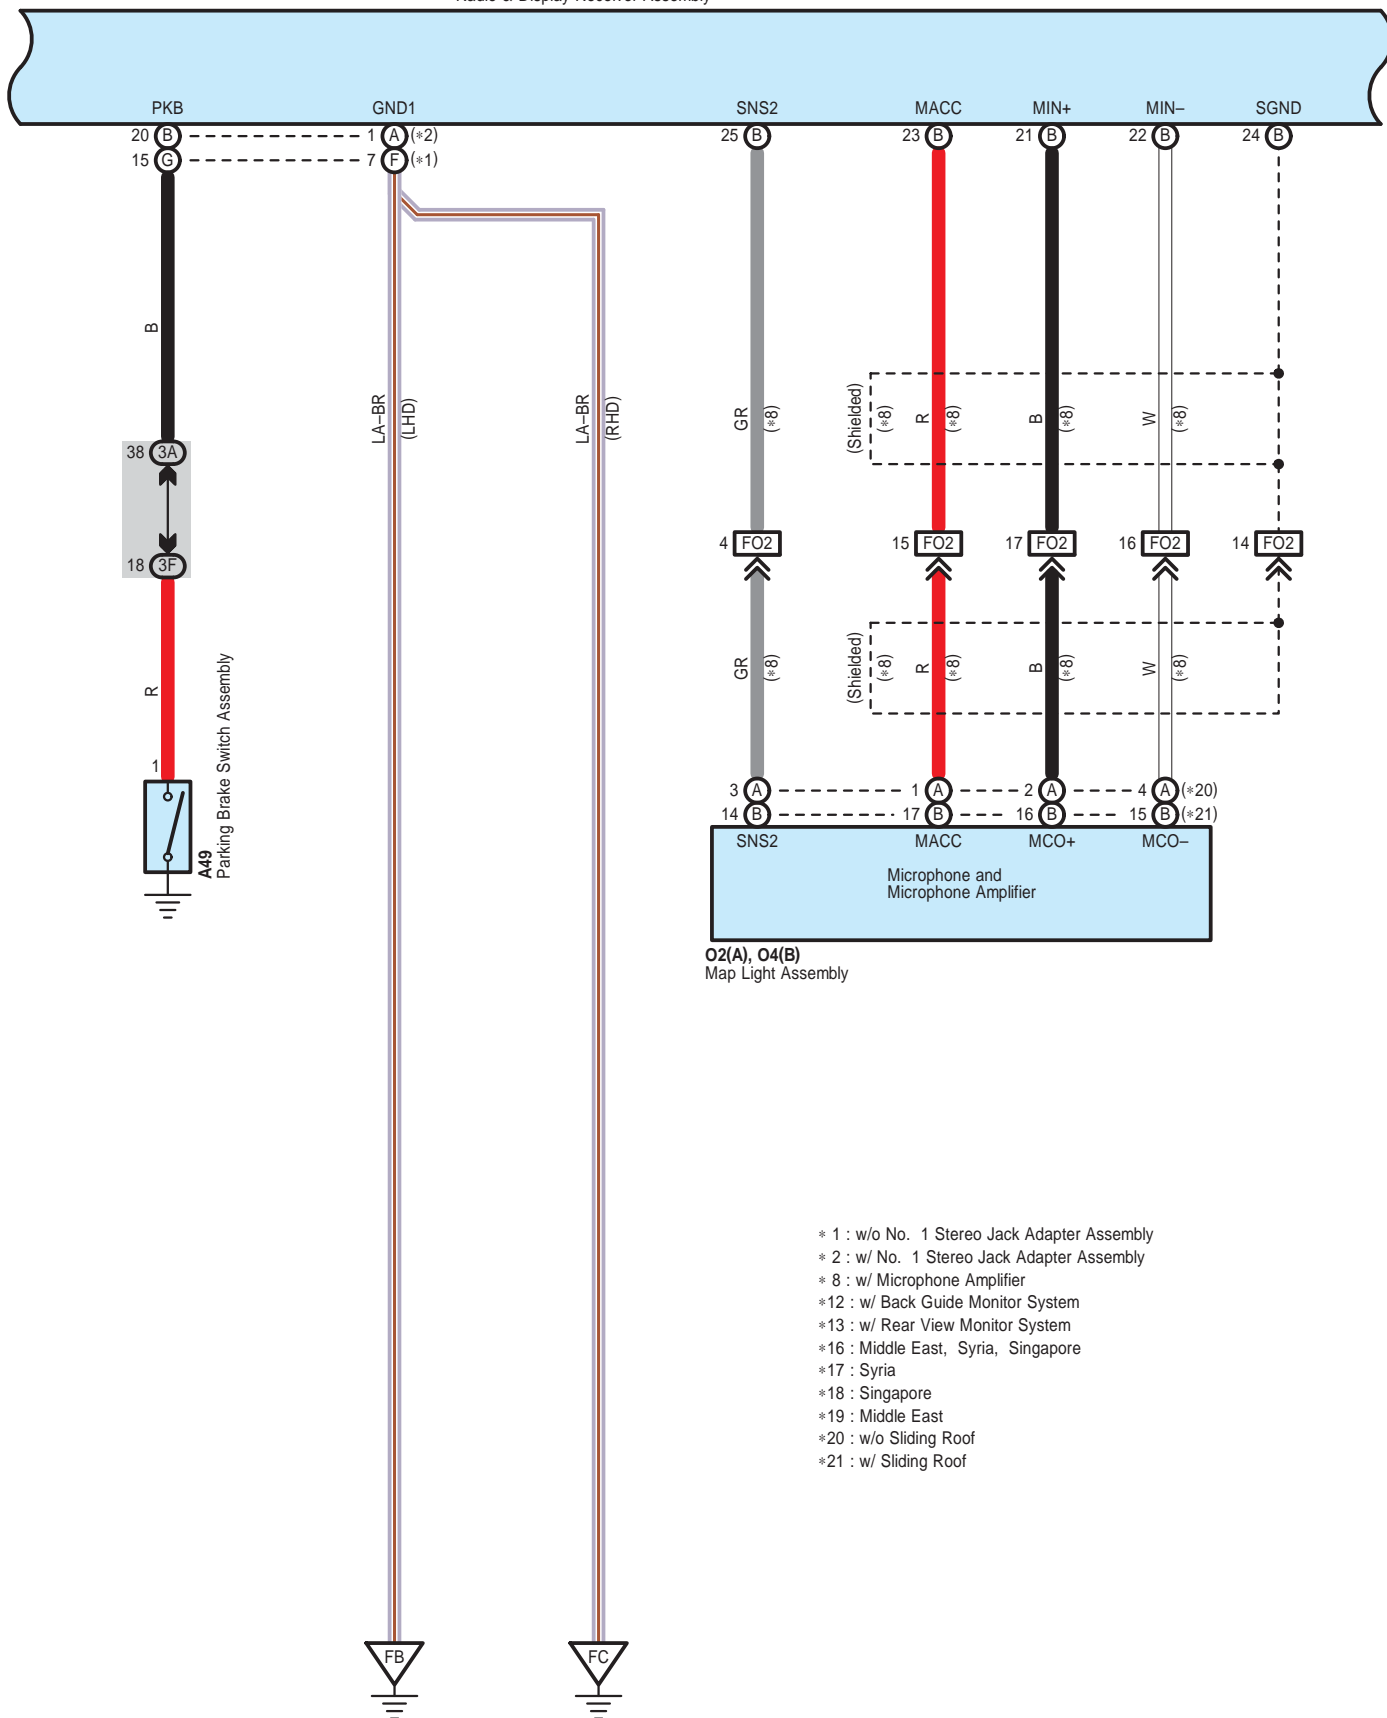 Radio & Display Receiver Assembly
PKB GND1 SNS2 MACC MIN+ MIN– SGND
20 B 1 A (*2) 25 B 23 B 21 B 22 B 24 B
15 G 7 F (*1)
B
LA–BR
(LHD)
LA–BR
(RHD)
GR
(*8)
(Shielded)
(*8)
R
(*8)
B
(*8)
W
(*8)
38 3A
18 3F
4 FO2 15 FO2 17 FO2 16 FO2 14 FO2
R
GR
(*8)
(Shielded)
(*8)
R
(*8)
B
(*8)
W
(*8)
1
A49
Parking Brake Switch Assembly
3 A 1 A 2 A 4 A (*20)
14 B 17 B 16 B 15 B (*21)
SNS2 MACC MCO+ MCO–
Microphone and
Microphone Amplifier
O2(A), O4(B)
Map Light Assembly
* 1 : w/o No. 1 Stereo Jack Adapter Assembly
* 2 : w/ No. 1 Stereo Jack Adapter Assembly
* 8 : w/ Microphone Amplifier
*12 : w/ Back Guide Monitor System
*13 : w/ Rear View Monitor System
*16 : Middle East, Syria, Singapore
*17 : Syria
*18 : Singapore
*19 : Middle East
*20 : w/o Sliding Roof
*21 : w/ Sliding Roof
FB FC